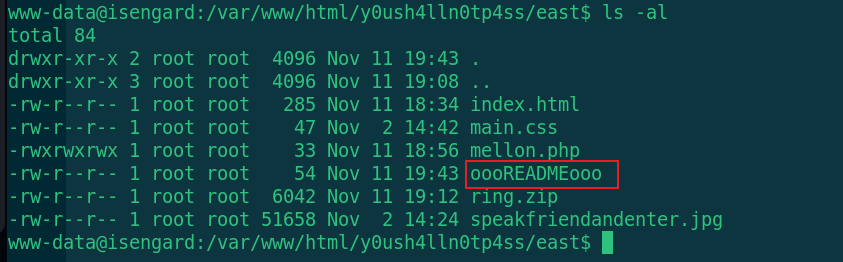 www-data@isengard:/var/www/html/y0ush4lln0tp4ss/east$ ls -al
total 84
drwxr-xr-x 2 root root  4096 Nov 11 19:43 .
drwxr-xr-x 3 root root  4096 Nov 11 19:08 ..
-rw-r--r-- 1 root root   285 Nov 11 18:34 index.html
-rw-r--r-- 1 root root    47 Nov  2 14:42 main.css
-rwxrwxrwx 1 root root    33 Nov 11 18:56 mellon.php
-rw-r--r-- 1 root root    54 Nov 11 19:43 oooREADMEooo
-rw-r--r-- 1 root root  6042 Nov 11 19:12 ring.zip
-rw-r--r-- 1 root root 51658 Nov  2 14:24 speakfriendandenter.jpg
www-data@isengard:/var/www/html/y0ush4lln0tp4ss/east$